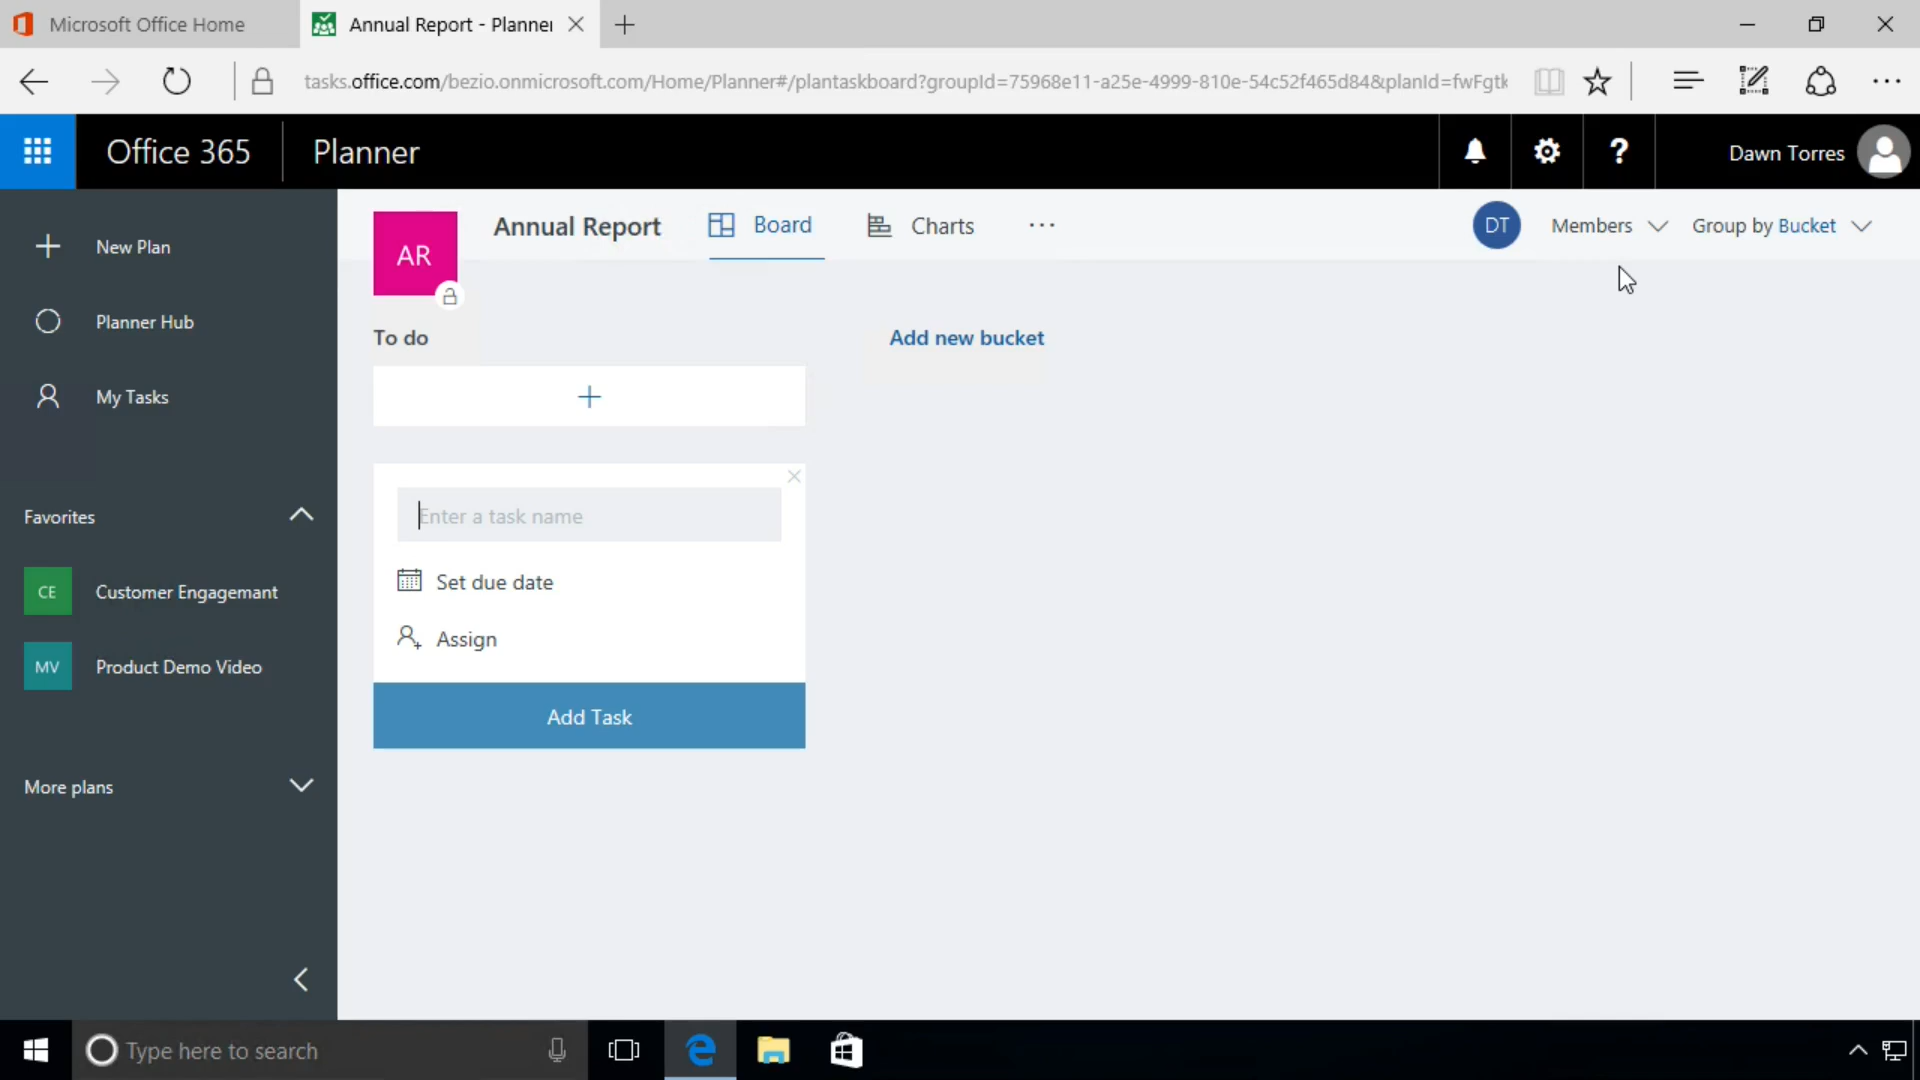 Microsoft Office Home
Annual Report - Planner
tasks.office.com/bezio.onmicrosoft.com/Home/Planner#/plantaskboard?groupId=75968e11-a25e-4999-810e-54c52f465d84&planId=fwFgtk
Office 365
Planner
Dawn Torres
New Plan
Planner Hub
My Tasks
Favorites
CE
Customer Engagemant
MV
Product Demo Video
More plans
AR
Annual Report
Board
Charts
DT
Members
Group by Bucket
To do
Add new bucket
Enter a task name
Set due date
Assign
Add Task
Type here to search